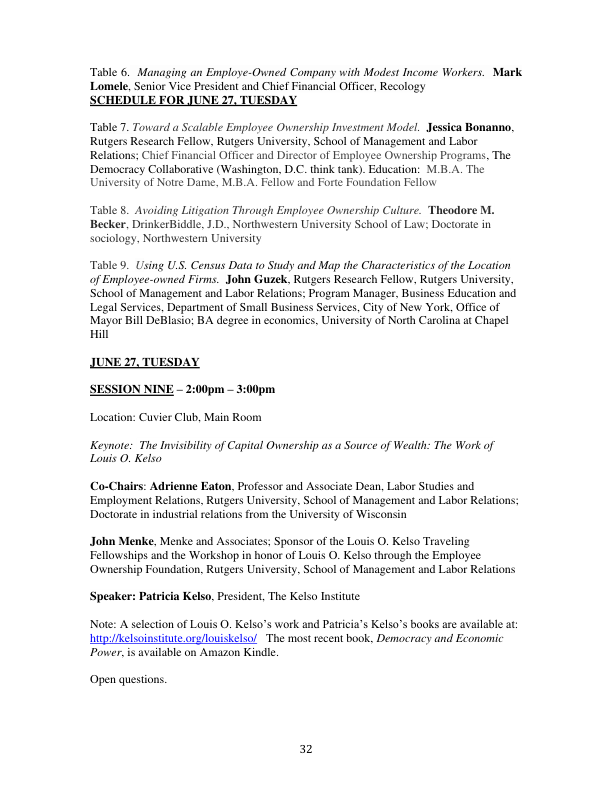 Table 6.  Managing an Employe-Owned Company with Modest Income Workers.  Mark
Lomele, Senior Vice President and Chief Financial Officer, Recology
SCHEDULE FOR JUNE 27, TUESDAY
Table 7. Toward a Scalable Employee Ownership Investment Model.  Jessica Bonanno,
Rutgers Research Fellow, Rutgers University, School of Management and Labor
Relations; Chief Financial Officer and Director of Employee Ownership Programs, The
Democracy Collaborative (Washington, D.C. think tank). Education:  M.B.A. The
University of Notre Dame, M.B.A. Fellow and Forte Foundation Fellow
Table 8.  Avoiding Litigation Through Employee Ownership Culture.  Theodore M.
Becker, DrinkerBiddle, J.D., Northwestern University School of Law; Doctorate in
sociology, Northwestern University
Table 9.  Using U.S. Census Data to Study and Map the Characteristics of the Location
of Employee-owned Firms.  John Guzek, Rutgers Research Fellow, Rutgers University,
School of Management and Labor Relations; Program Manager, Business Education and
Legal Services, Department of Small Business Services, City of New York, Office of
Mayor Bill DeBlasio; BA degree in economics, University of North Carolina at Chapel
Hill
JUNE 27, TUESDAY
SESSION NINE – 2:00pm – 3:00pm
Location: Cuvier Club, Main Room
Keynote:  The Invisibility of Capital Ownership as a Source of Wealth: The Work of
Louis O. Kelso
Co-Chairs: Adrienne Eaton, Professor and Associate Dean, Labor Studies and
Employment Relations, Rutgers University, School of Management and Labor Relations;
Doctorate in industrial relations from the University of Wisconsin
John Menke, Menke and Associates; Sponsor of the Louis O. Kelso Traveling
Fellowships and the Workshop in honor of Louis O. Kelso through the Employee
Ownership Foundation, Rutgers University, School of Management and Labor Relations
Speaker: Patricia Kelso, President, The Kelso Institute
Note: A selection of Louis O. Kelso's work and Patricia's Kelso's books are available at:
http://kelsoinstitute.org/louiskelso/   The most recent book, Democracy and Economic
Power, is available on Amazon Kindle.
Open questions.
32